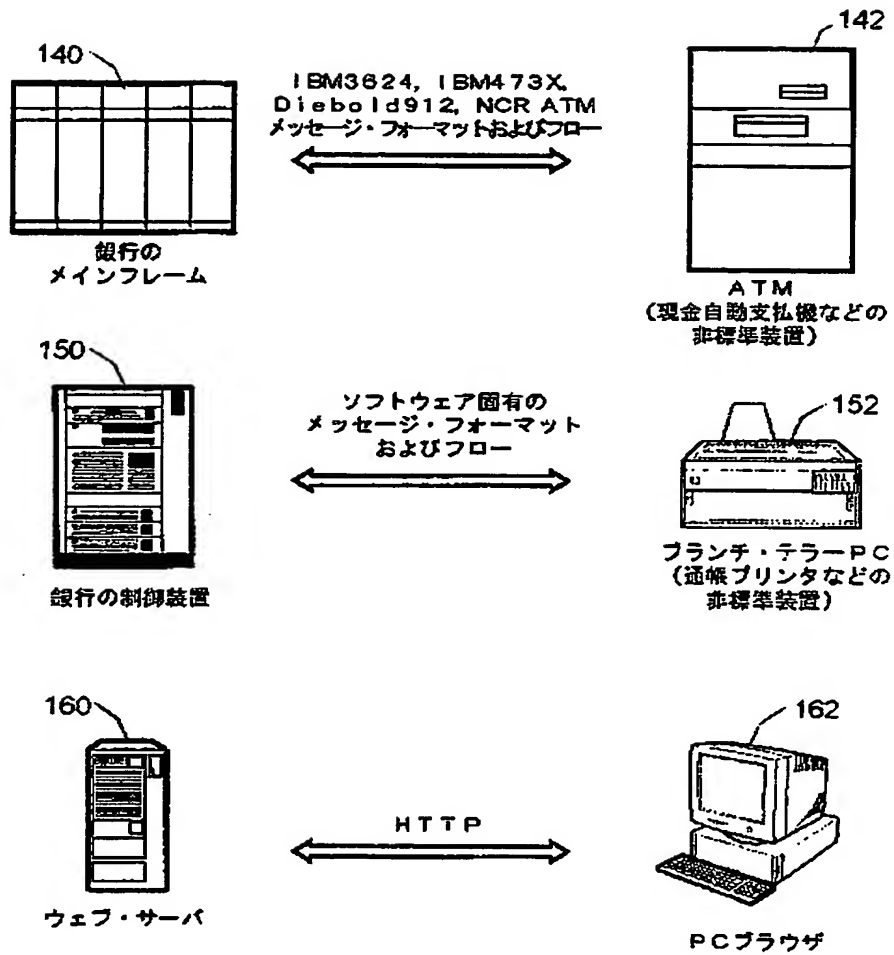 140
142
IBM3624, IBM473X,
Diebold912, NCR ATM
メッセージ・フォーマットおよびフロー
銀行の
メインフレーム
ATM
(現金自動支払機などの
非標準装置)
150
152
ソフトウェア固有の
メッセージ・フォーマット
およびフロー
銀行の制御装置
ブランチ・テラーPC
(通帳プリンタなどの
非標準装置)
160
162
HTTP
ウェブ・サーバ
PCブラウザ